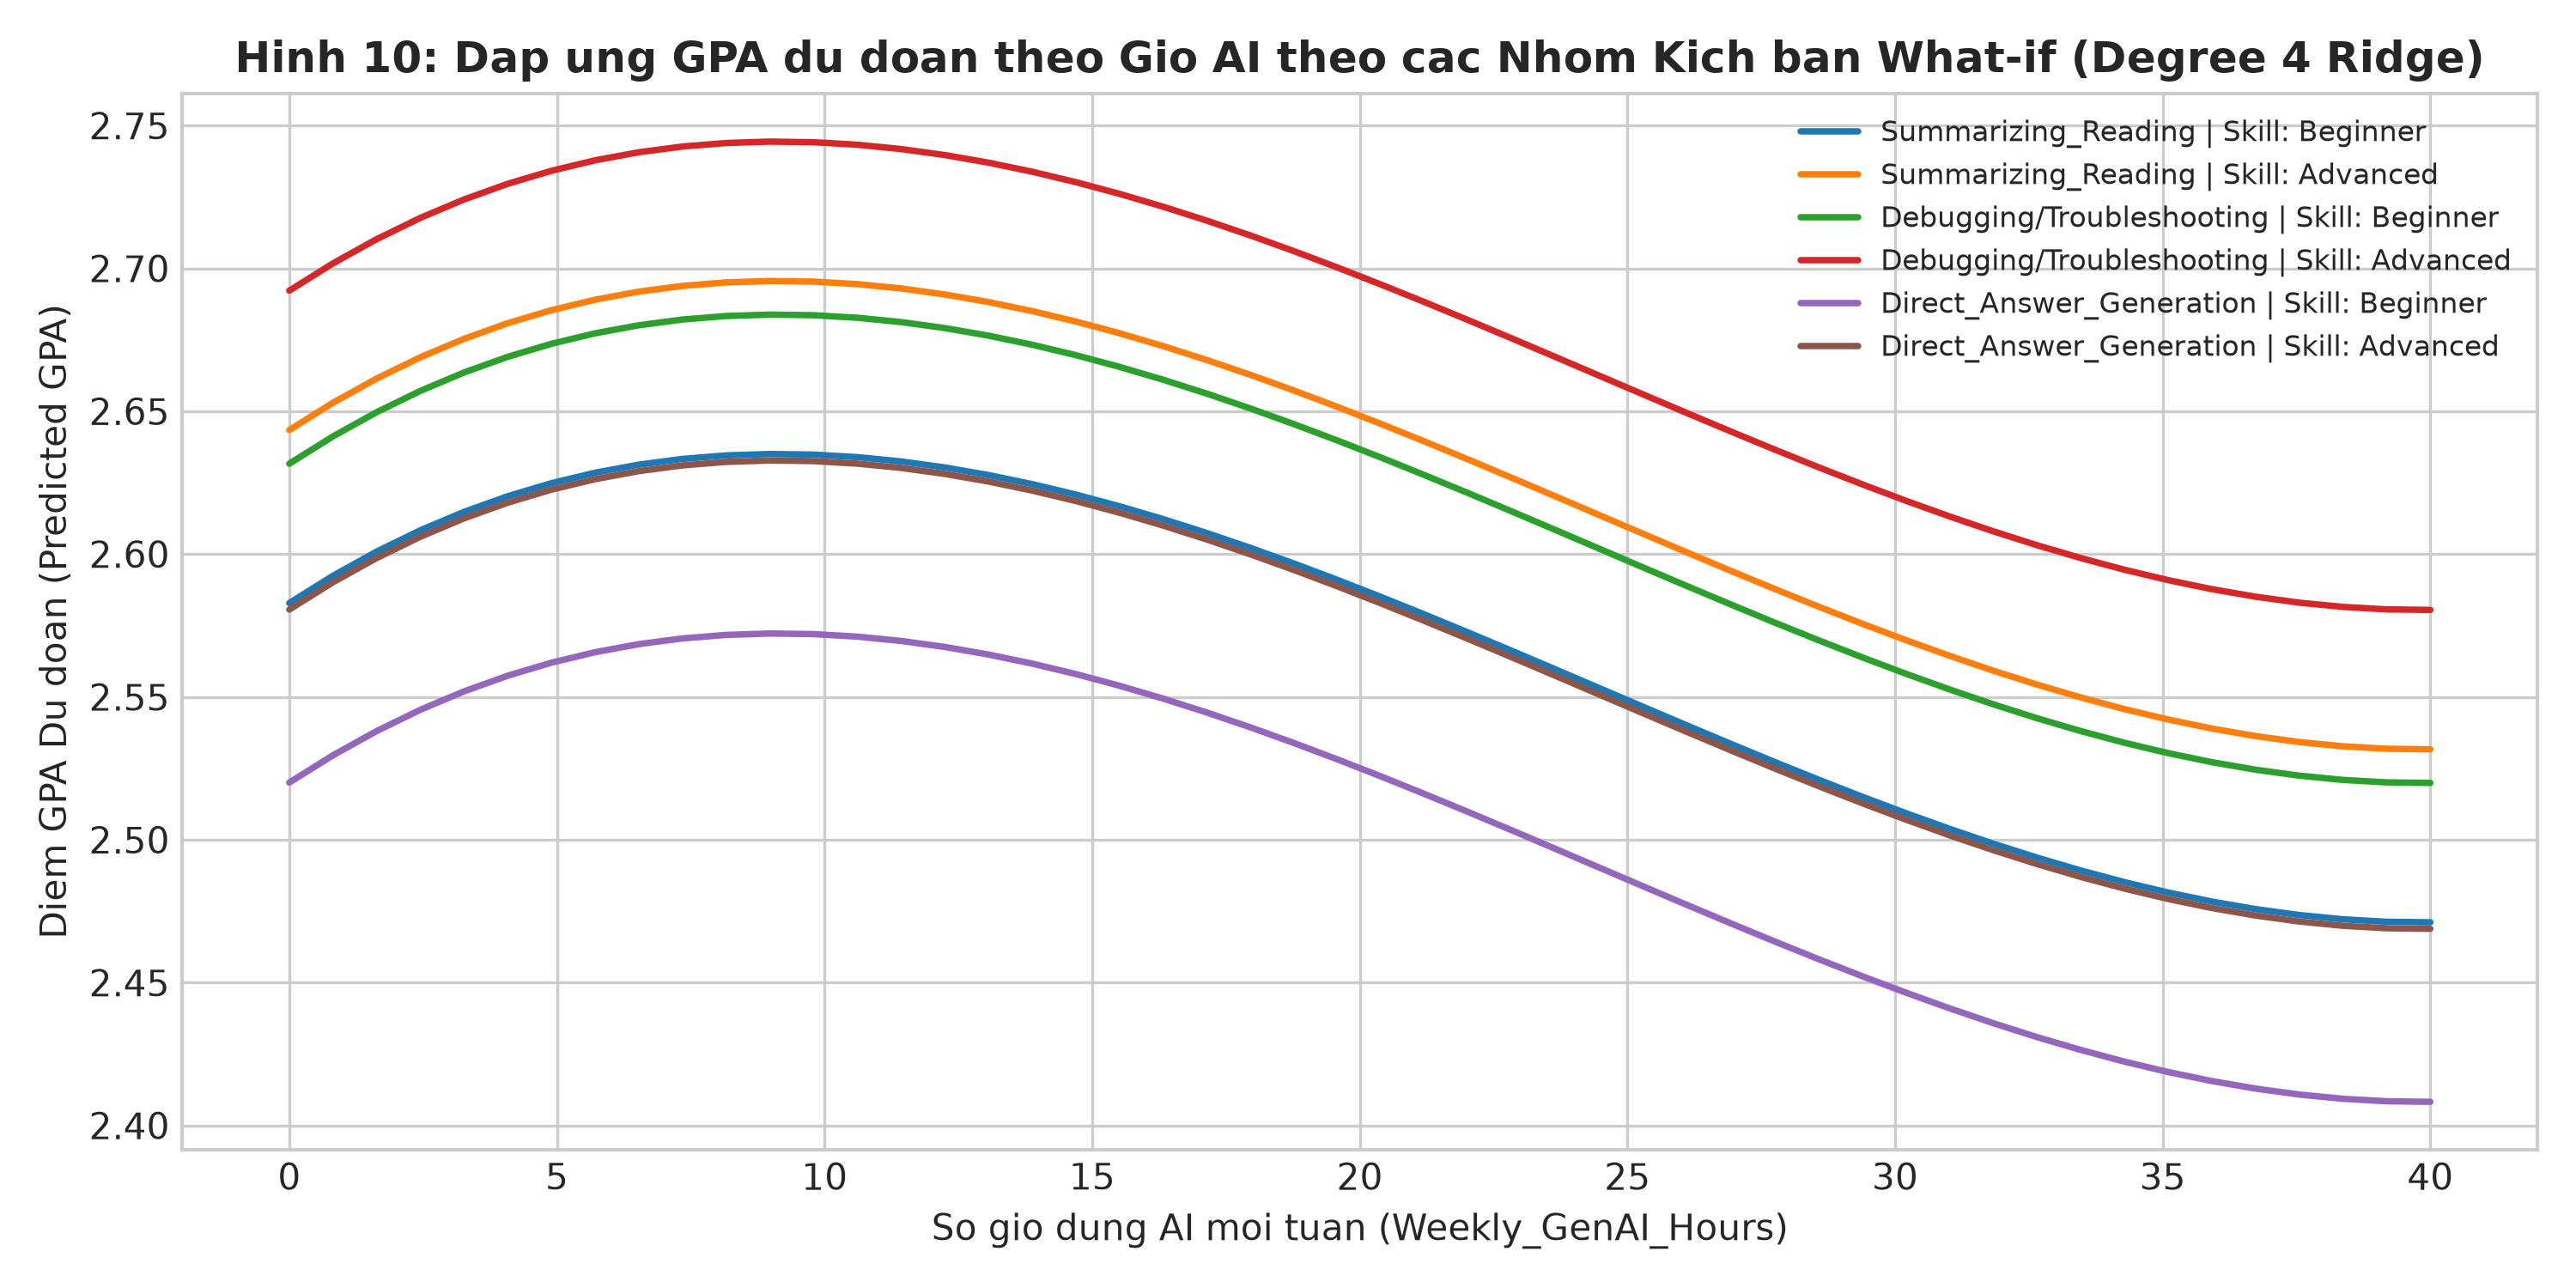 Hinh 10: Dap ung GPA du doan theo Gio AI theo cac Nhom Kich ban What-if (Degree 4 Ridge)
Summarizing_Reading | Skill: Beginner
Summarizing_Reading | Skill: Advanced
Debugging/Troubleshooting | Skill: Beginner
Debugging/Troubleshooting | Skill: Advanced
Direct_Answer_Generation | Skill: Beginner
Direct_Answer_Generation | Skill: Advanced
Diem GPA Du doan (Predicted GPA)
2.75
2.70
2.65
2.60
2.55
2.50
2.45
2.40
0 5 10 15 20 25 30 35 40
So gio dung AI moi tuan (Weekly_GenAI_Hours)